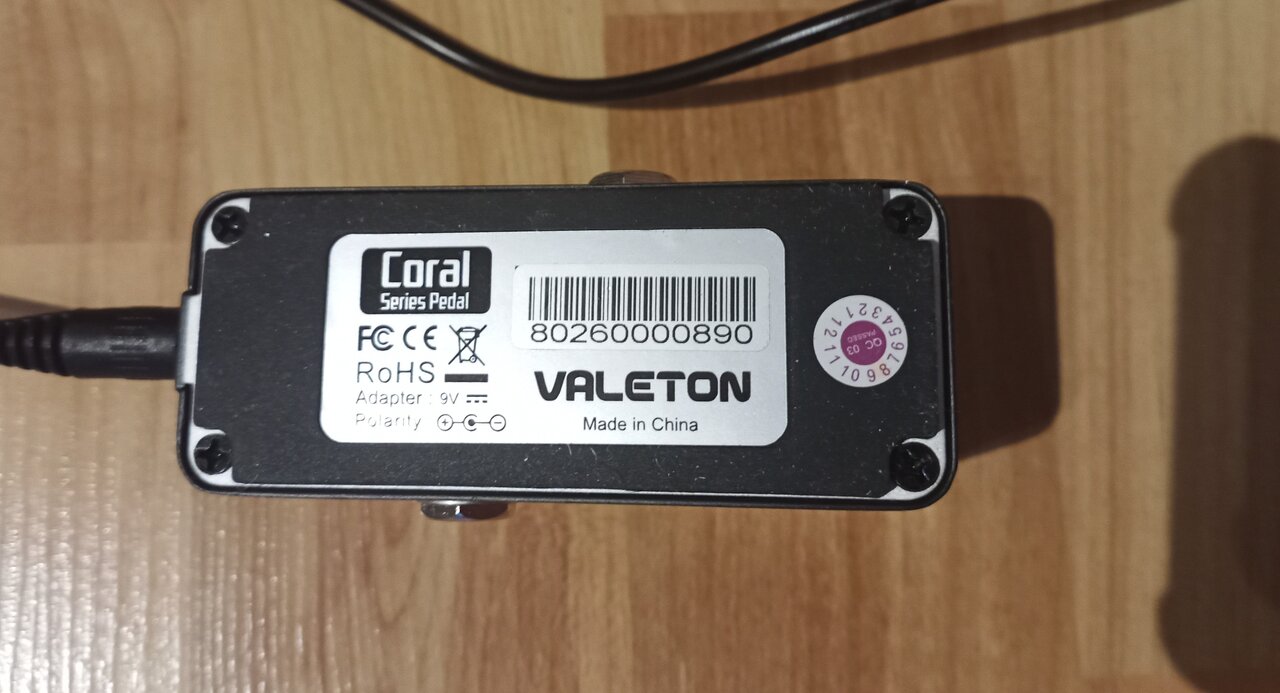 Coral
Series Pedal
FC CE
RoHS
Adapter : 9V
Polarity + -
80260000890
VALETON
Made in China
QC 03
PASSED
1 2 3 4 5 6 7 8 9 10 11 12